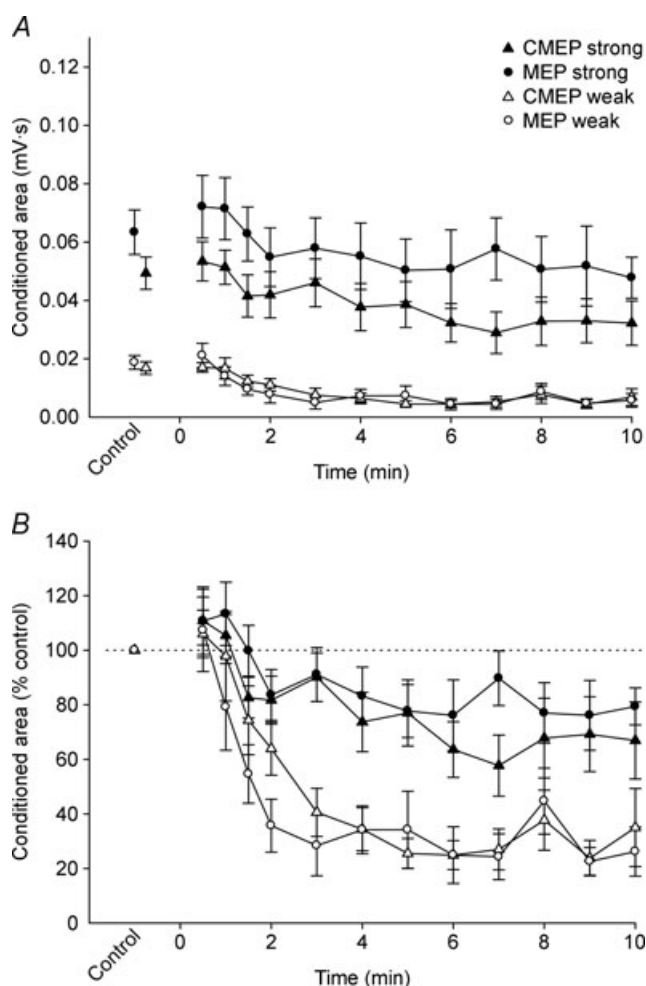 A
CMEP strong
MEP strong
CMEP weak
MEP weak
Conditioned area (mV·s)
0.12
0.10
0.08
0.06
0.04
0.02
0.00
Control
0
2
4
6
8
10
Time (min)
B
Conditioned area (% control)
140
120
100
80
60
40
20
0
Control
0
2
4
6
8
10
Time (min)